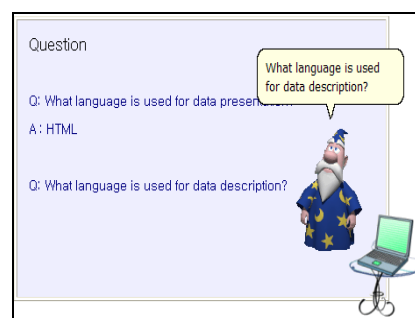 Question
What language is used
for data description?
Q: What language is used for data
A: HTML
Q: What language is used for data description?